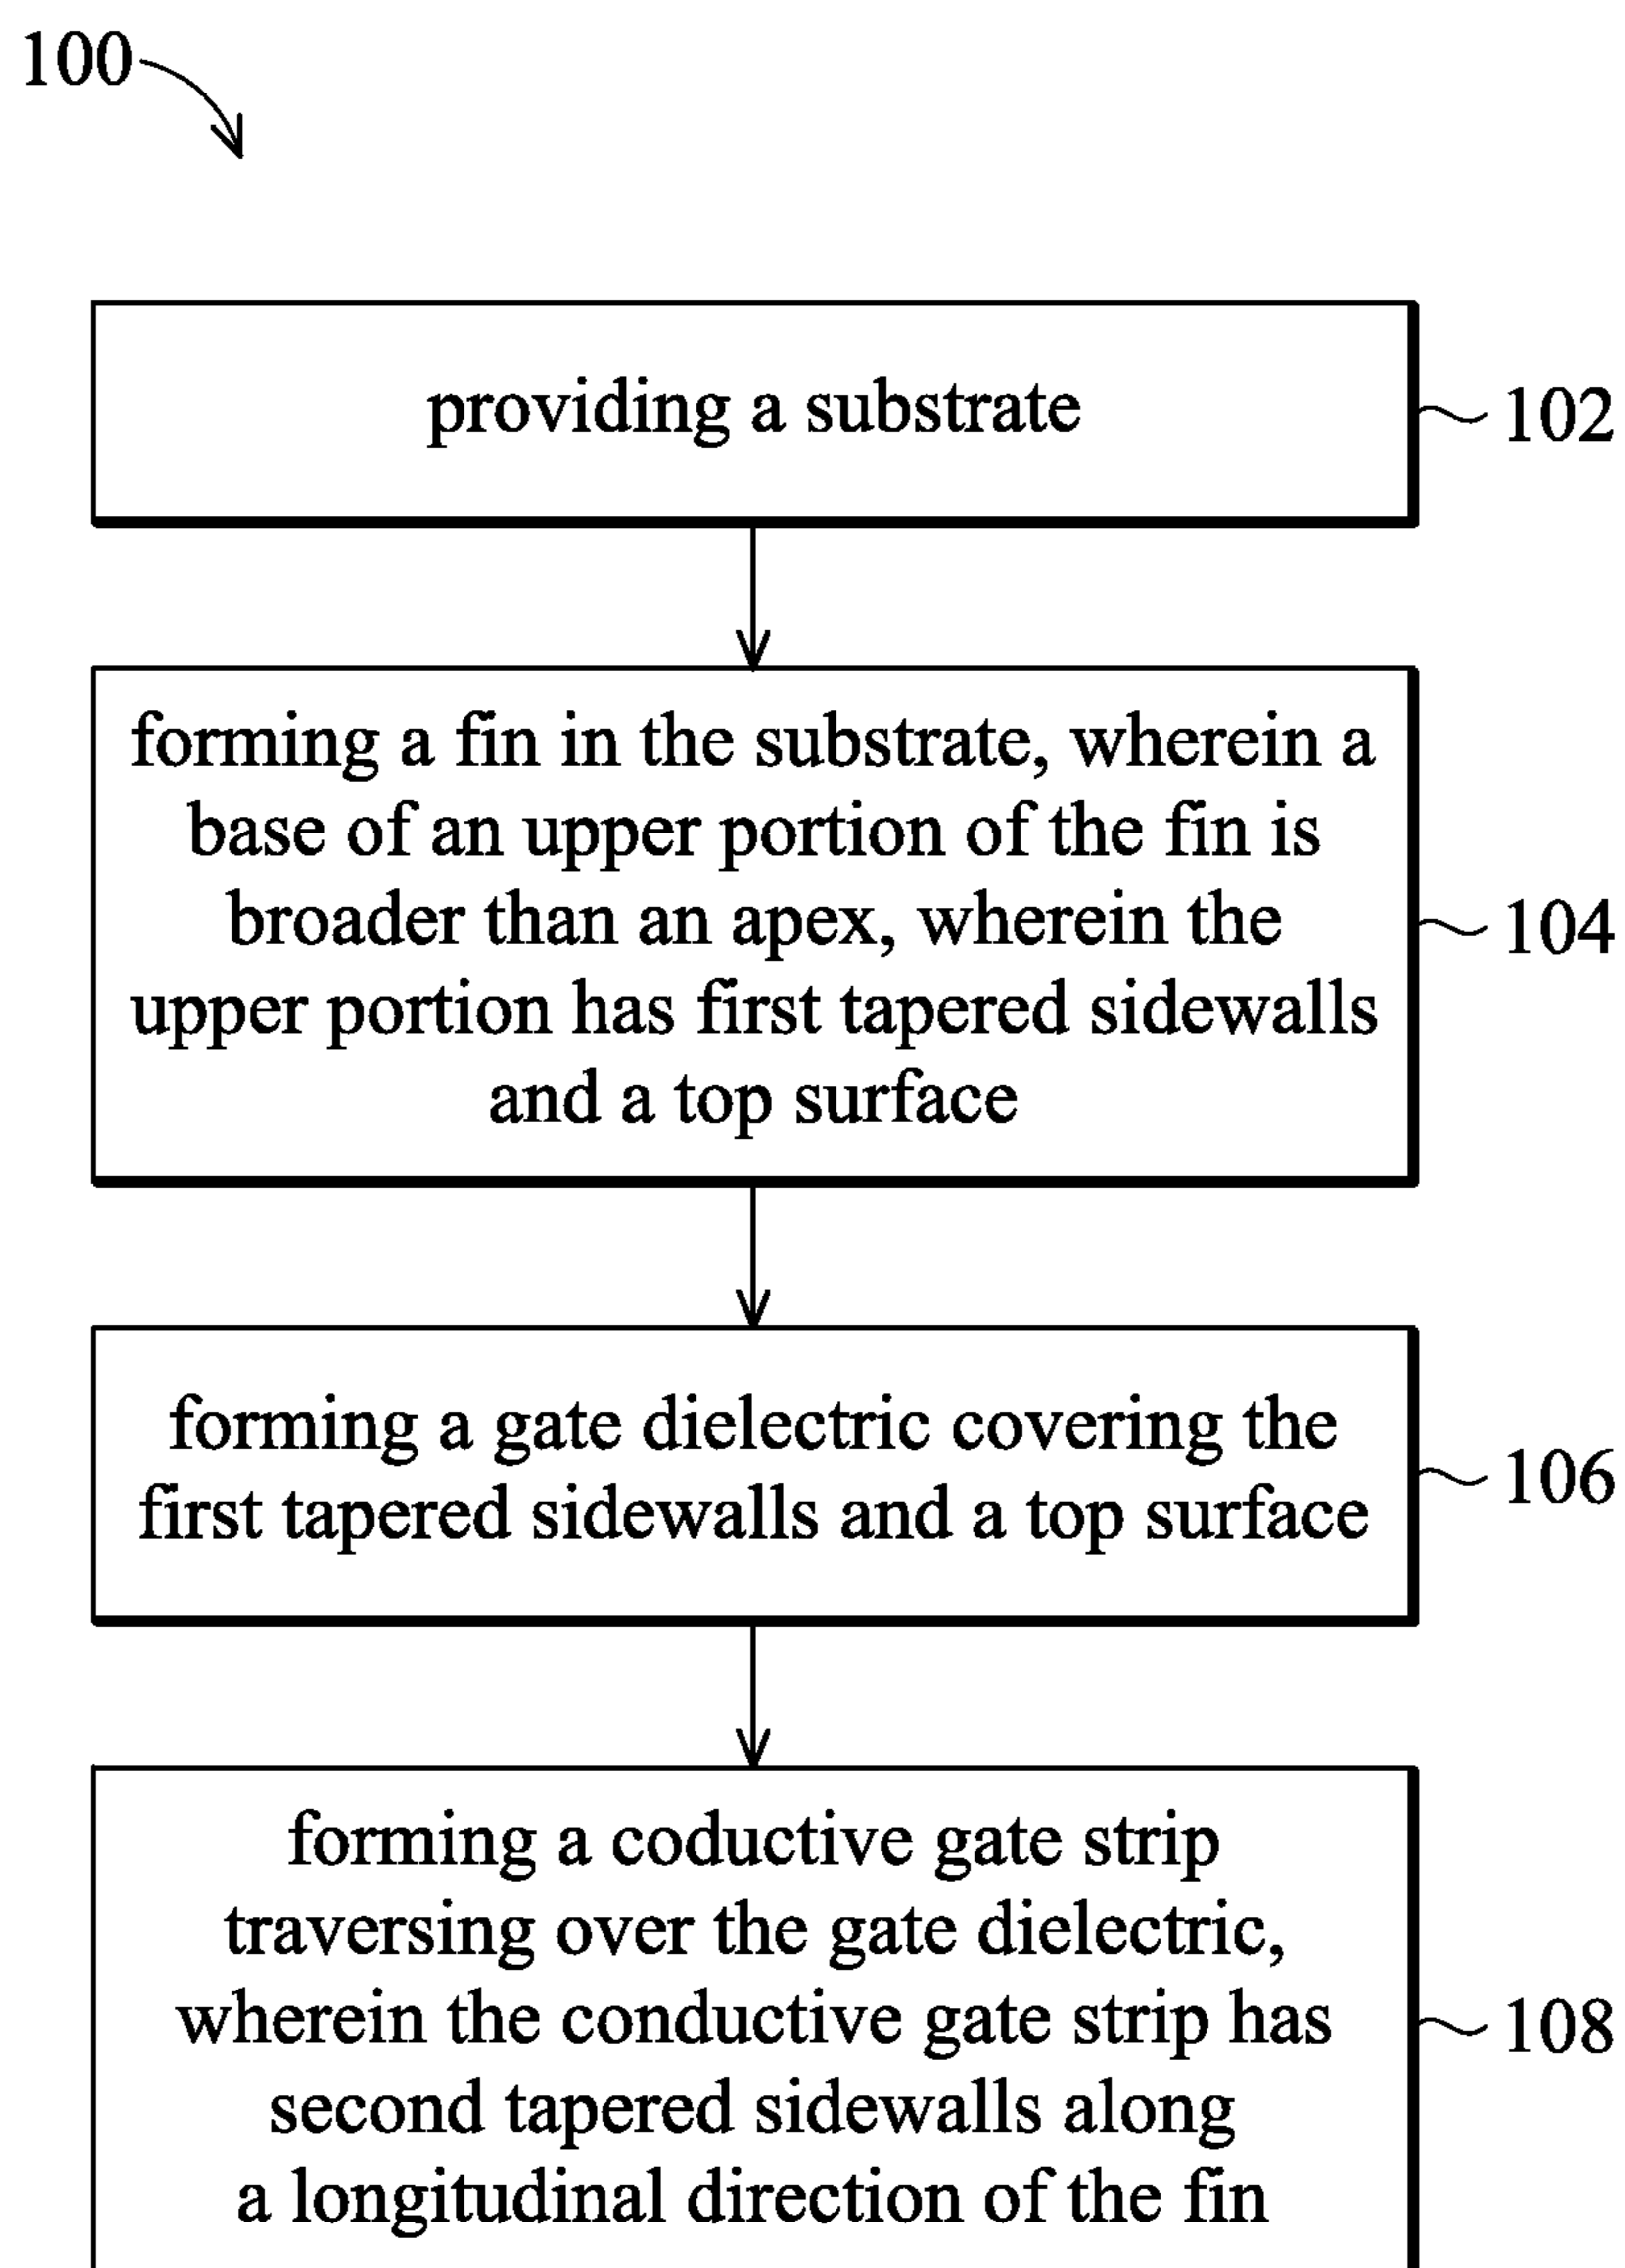 100
providing a substrate
102
forming a fin in the substrate, wherein a
base of an upper portion of the fin is
broader than an apex, wherein the
upper portion has first tapered sidewalls
and a top surface
104
forming a gate dielectric covering the
first tapered sidewalls and a top surface
106
forming a coductive gate strip
traversing over the gate dielectric,
wherein the conductive gate strip has
second tapered sidewalls along
a longitudinal direction of the fin
108